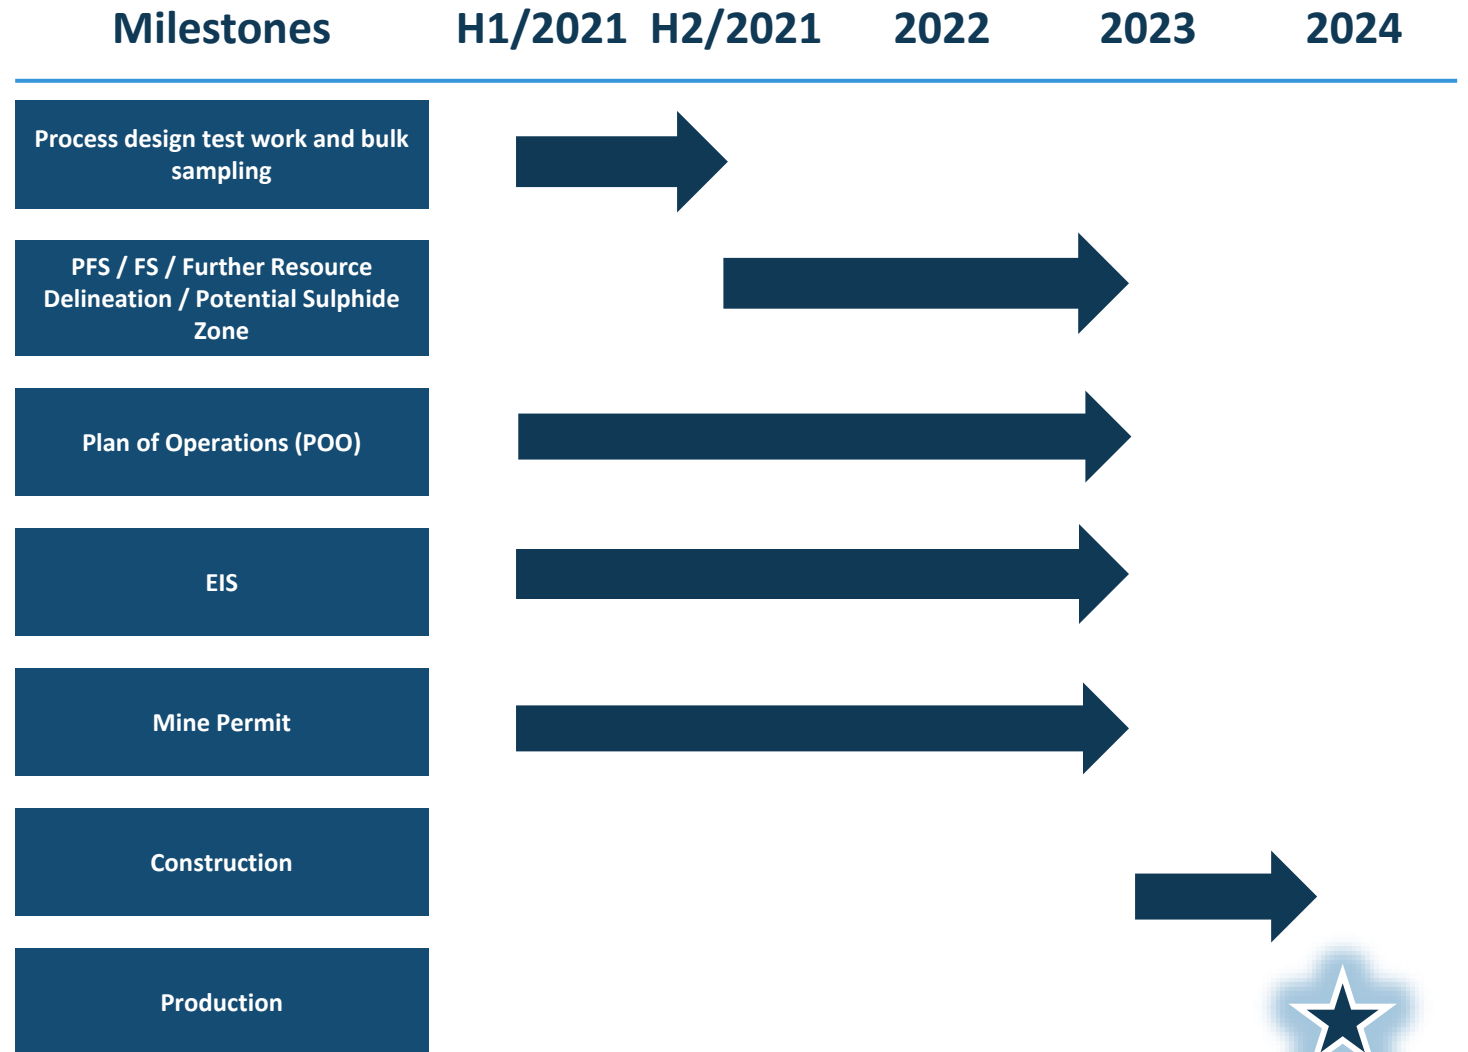 Milestones H1/2021 H2/2021 2022 2023 2024
Process design test work and bulk
sampling
PFS / FS / Further Resource
Delineation / Potential Sulphide
Zone
Plan of Operations (POO)
EIS
Mine Permit
Construction
Production